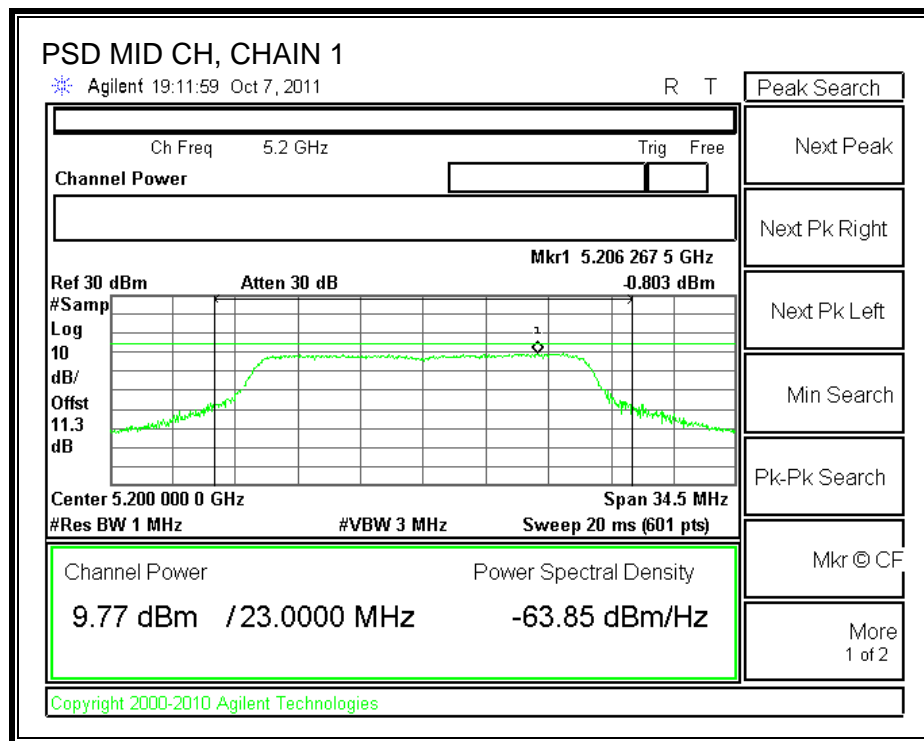 PSD MID CH, CHAIN 1
Agilent 19:11:59 Oct 7, 2011 R T
Peak Search
Ch Freq 5.2 GHz Trig Free
Channel Power
Next Peak
Next Pk Right
Mkr1 5.206 267 5 GHz
Ref 30 dBm Atten 30 dB -0.803 dBm
#Samp
Log
10
dB/
Offst
11.3
dB
1
Next Pk Left
Min Search
Pk-Pk Search
Center 5.200 000 0 GHz Span 34.5 MHz
#Res BW 1 MHz #VBW 3 MHz Sweep 20 ms (601 pts)
Mkr © CF
Channel Power Power Spectral Density
9.77 dBm / 23.0000 MHz -63.85 dBm/Hz
More
1 of 2
Copyright 2000-2010 Agilent Technologies